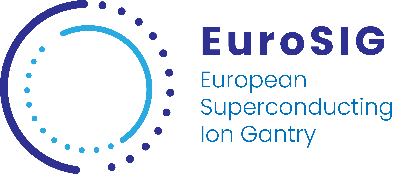 EuroSIG
European
Superconducting
Ion Gantry